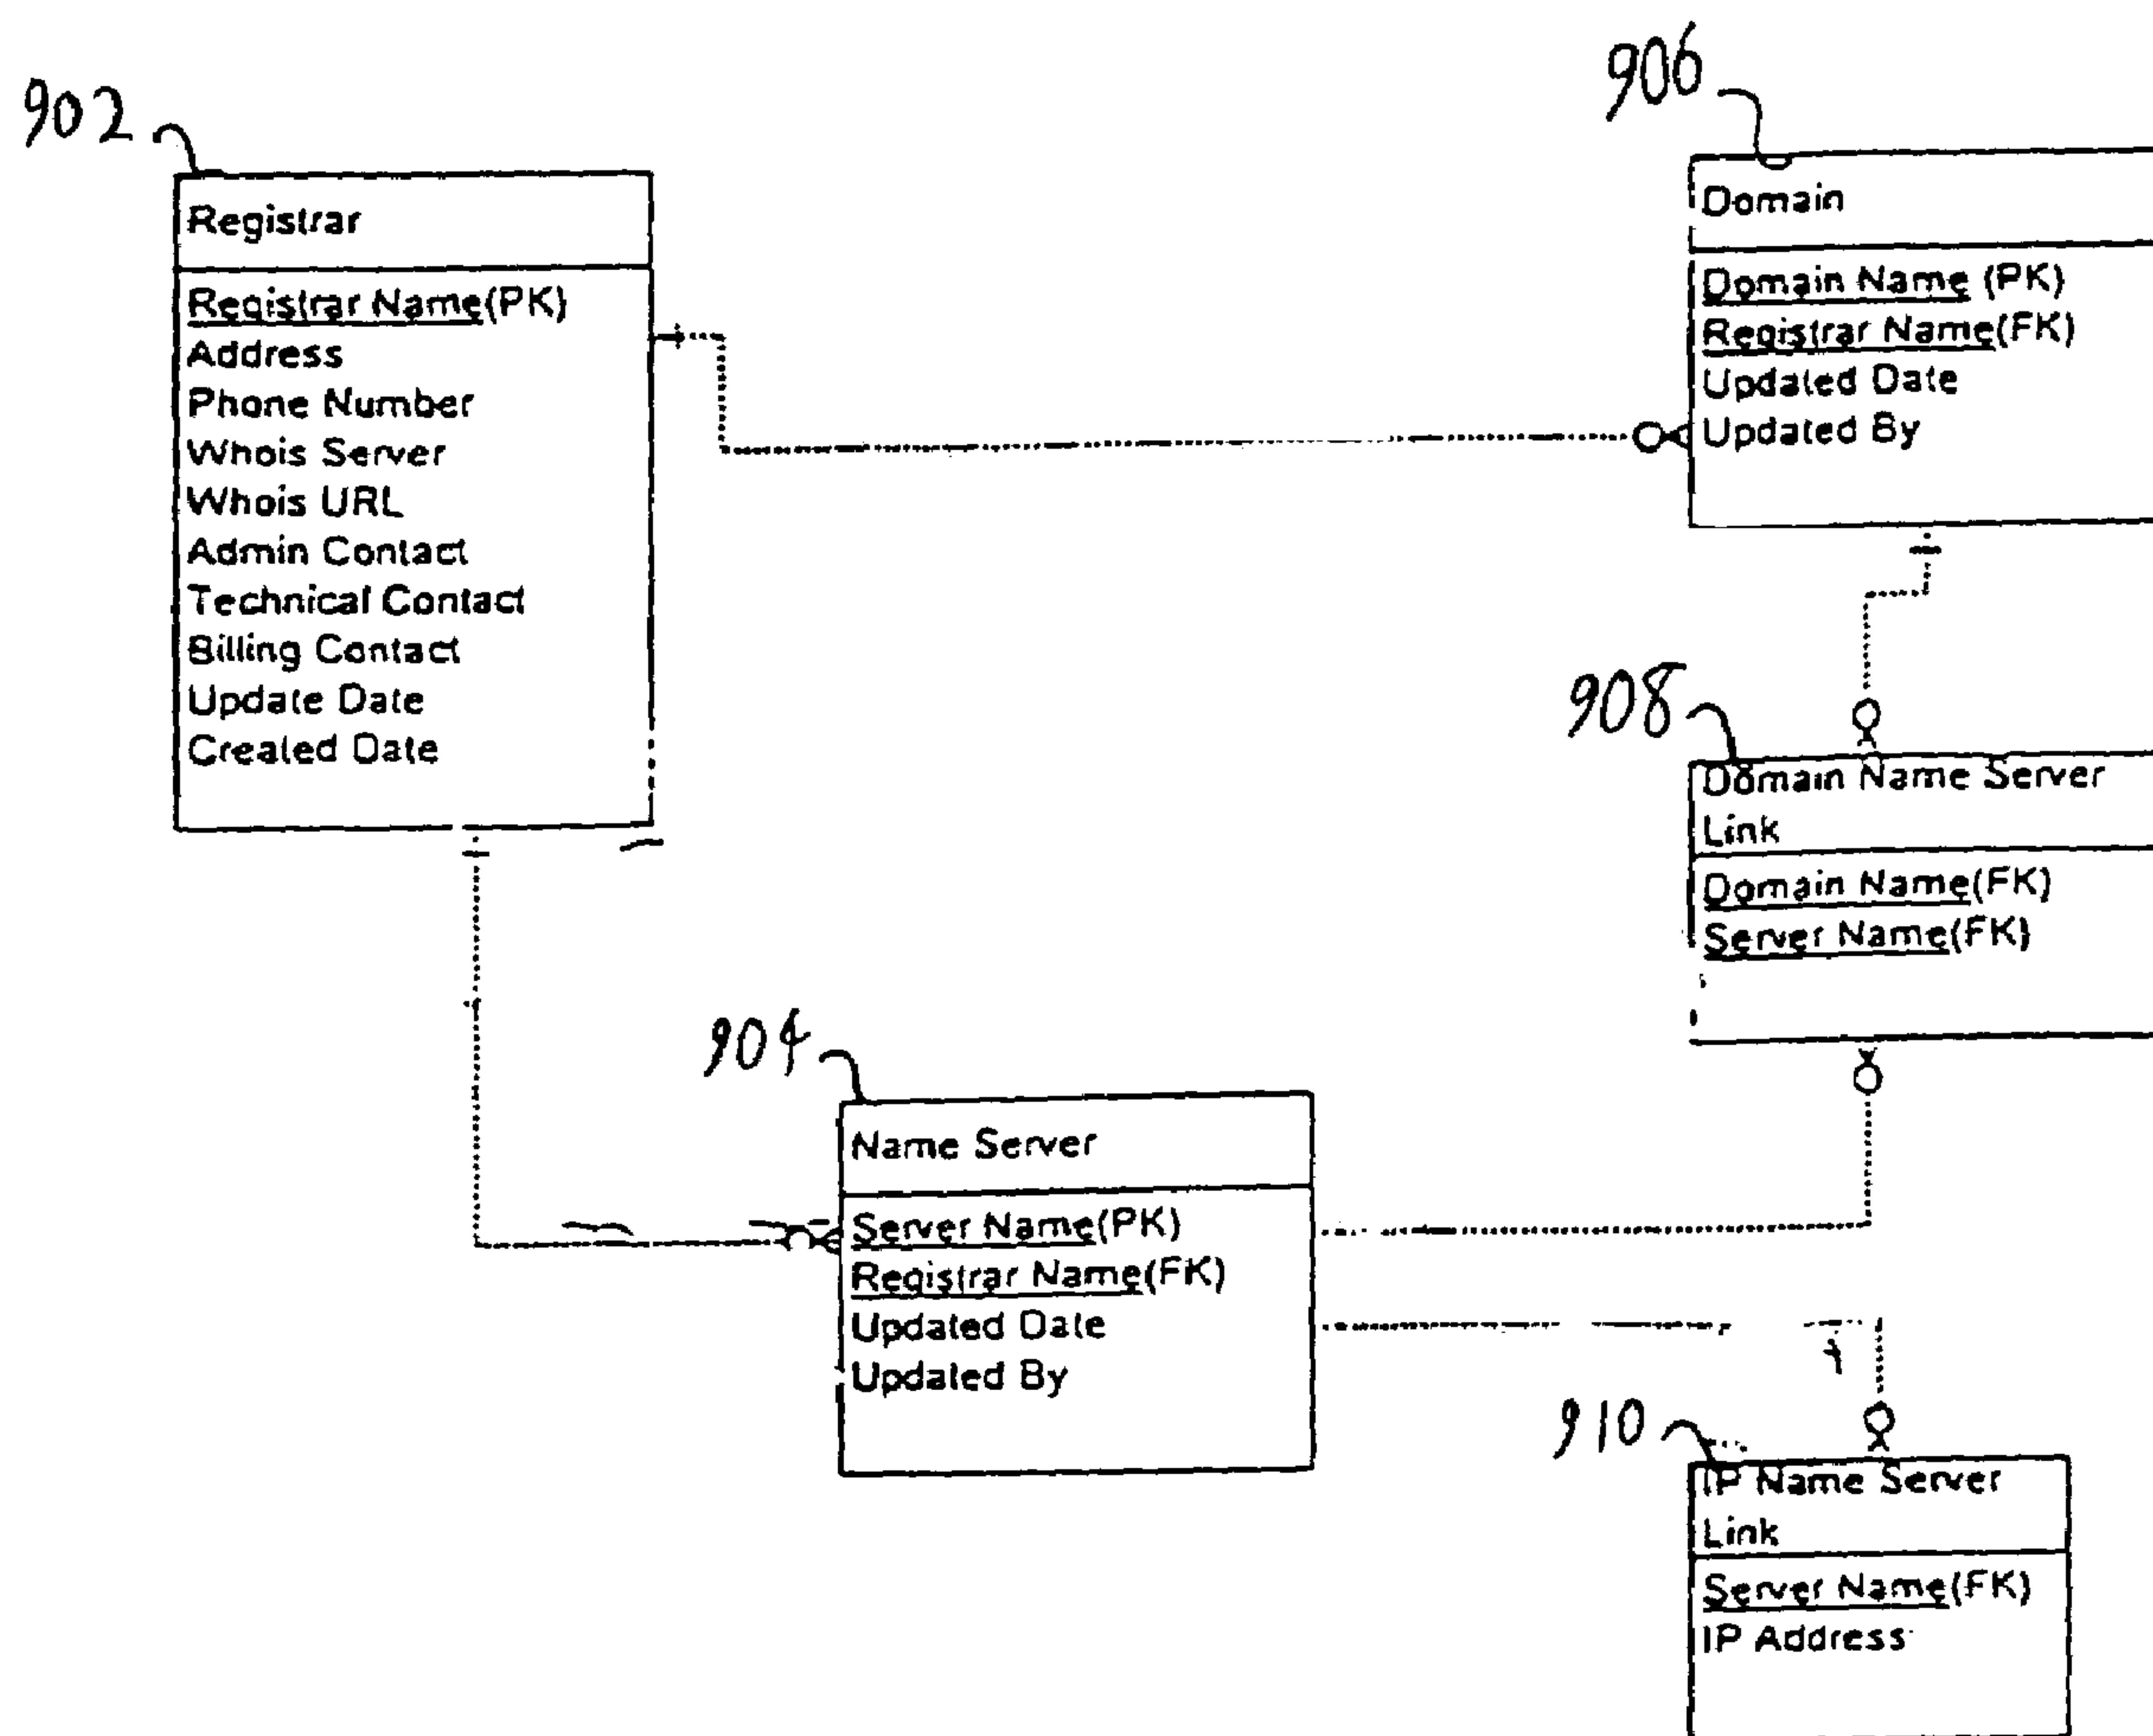 902
Registrar
Registrar Name(PK)
Address
Phone Number
Whois Server
Whois URL
Admin Contact
Technical Contact
Billing Contact
Update Date
Created Date
906
Domain
Domain Name (PK)
Registrar Name(FK)
Updated Date
Updated By
908
Domain Name Server
Link
Domain Name(FK)
Server Name(FK)
904
Name Server
Server Name(PK)
Registrar Name(FK)
Updated Date
Updated By
910
IP Name Server
Link
Server Name(FK)
IP Address